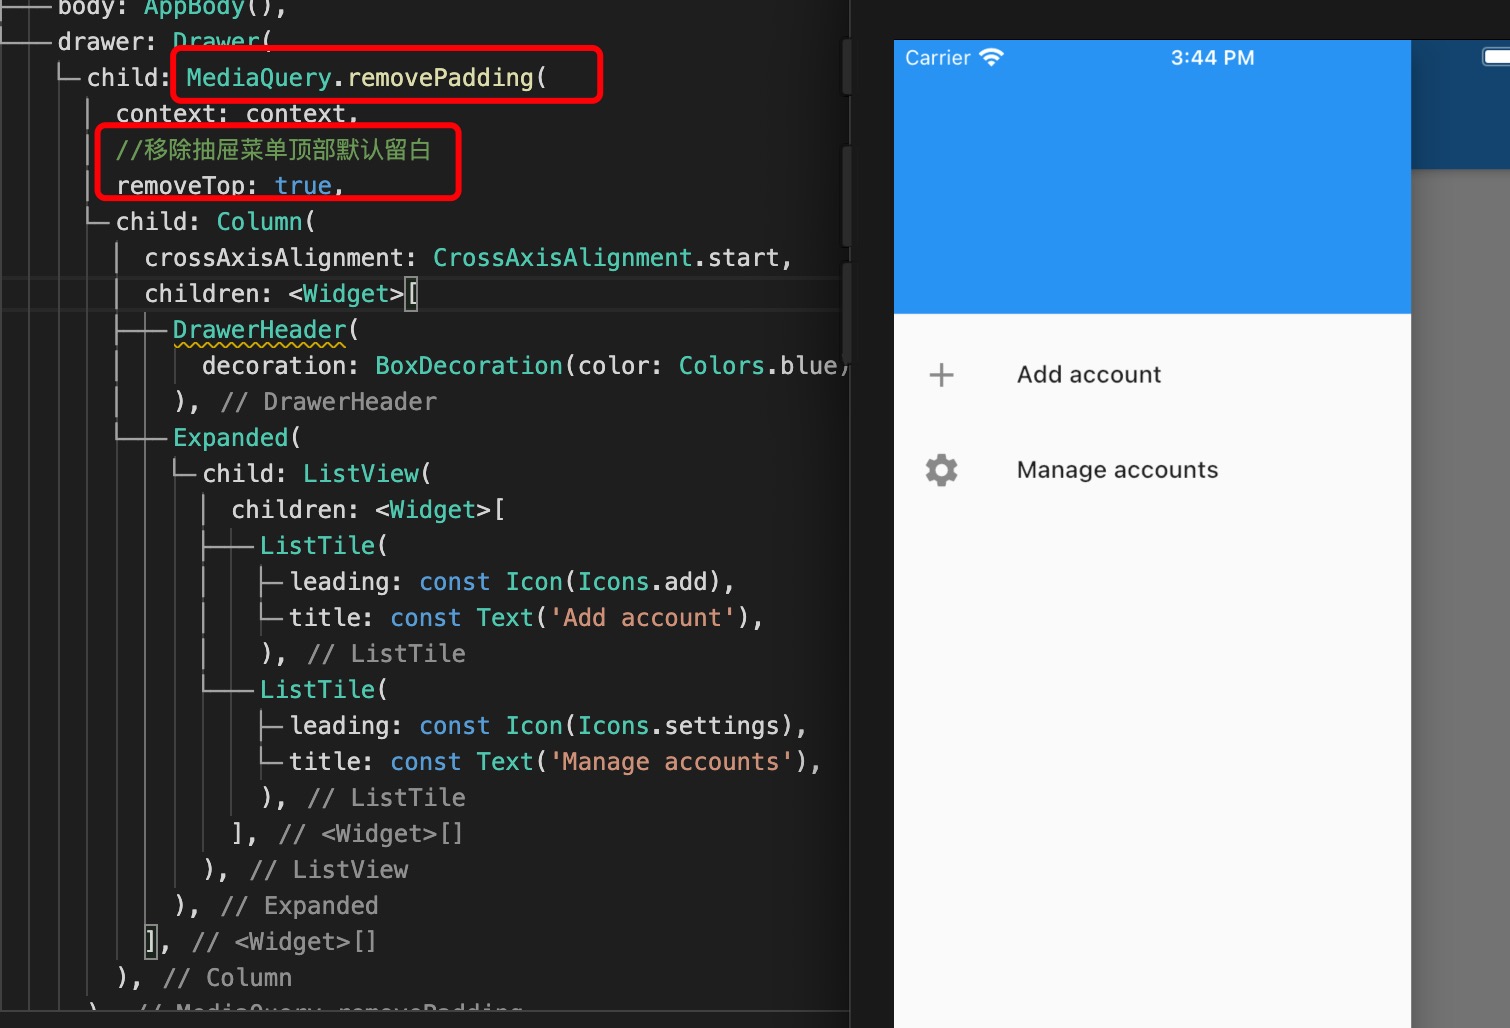 body: AppBody(),
drawer: Drawer(
child: MediaQuery.removePadding(
context: context,
//移除抽屉菜单顶部默认留白
removeTop: true,
child: Column(
crossAxisAlignment: CrossAxisAlignment.start,
children: <Widget>[
DrawerHeader(
decoration: BoxDecoration(color: Colors.blue,
), // DrawerHeader
Expanded(
child: ListView(
children: <Widget>[
ListTile(
leading: const Icon(Icons.add),
title: const Text('Add account'),
), // ListTile
ListTile(
leading: const Icon(Icons.settings),
title: const Text('Manage accounts'),
), // ListTile
], // <Widget>[]
), // ListView
), // Expanded
], // <Widget>[]
), // Column
), // MediaQuery.removePadding
Carrier 3:44 PM
Add account
Manage accounts